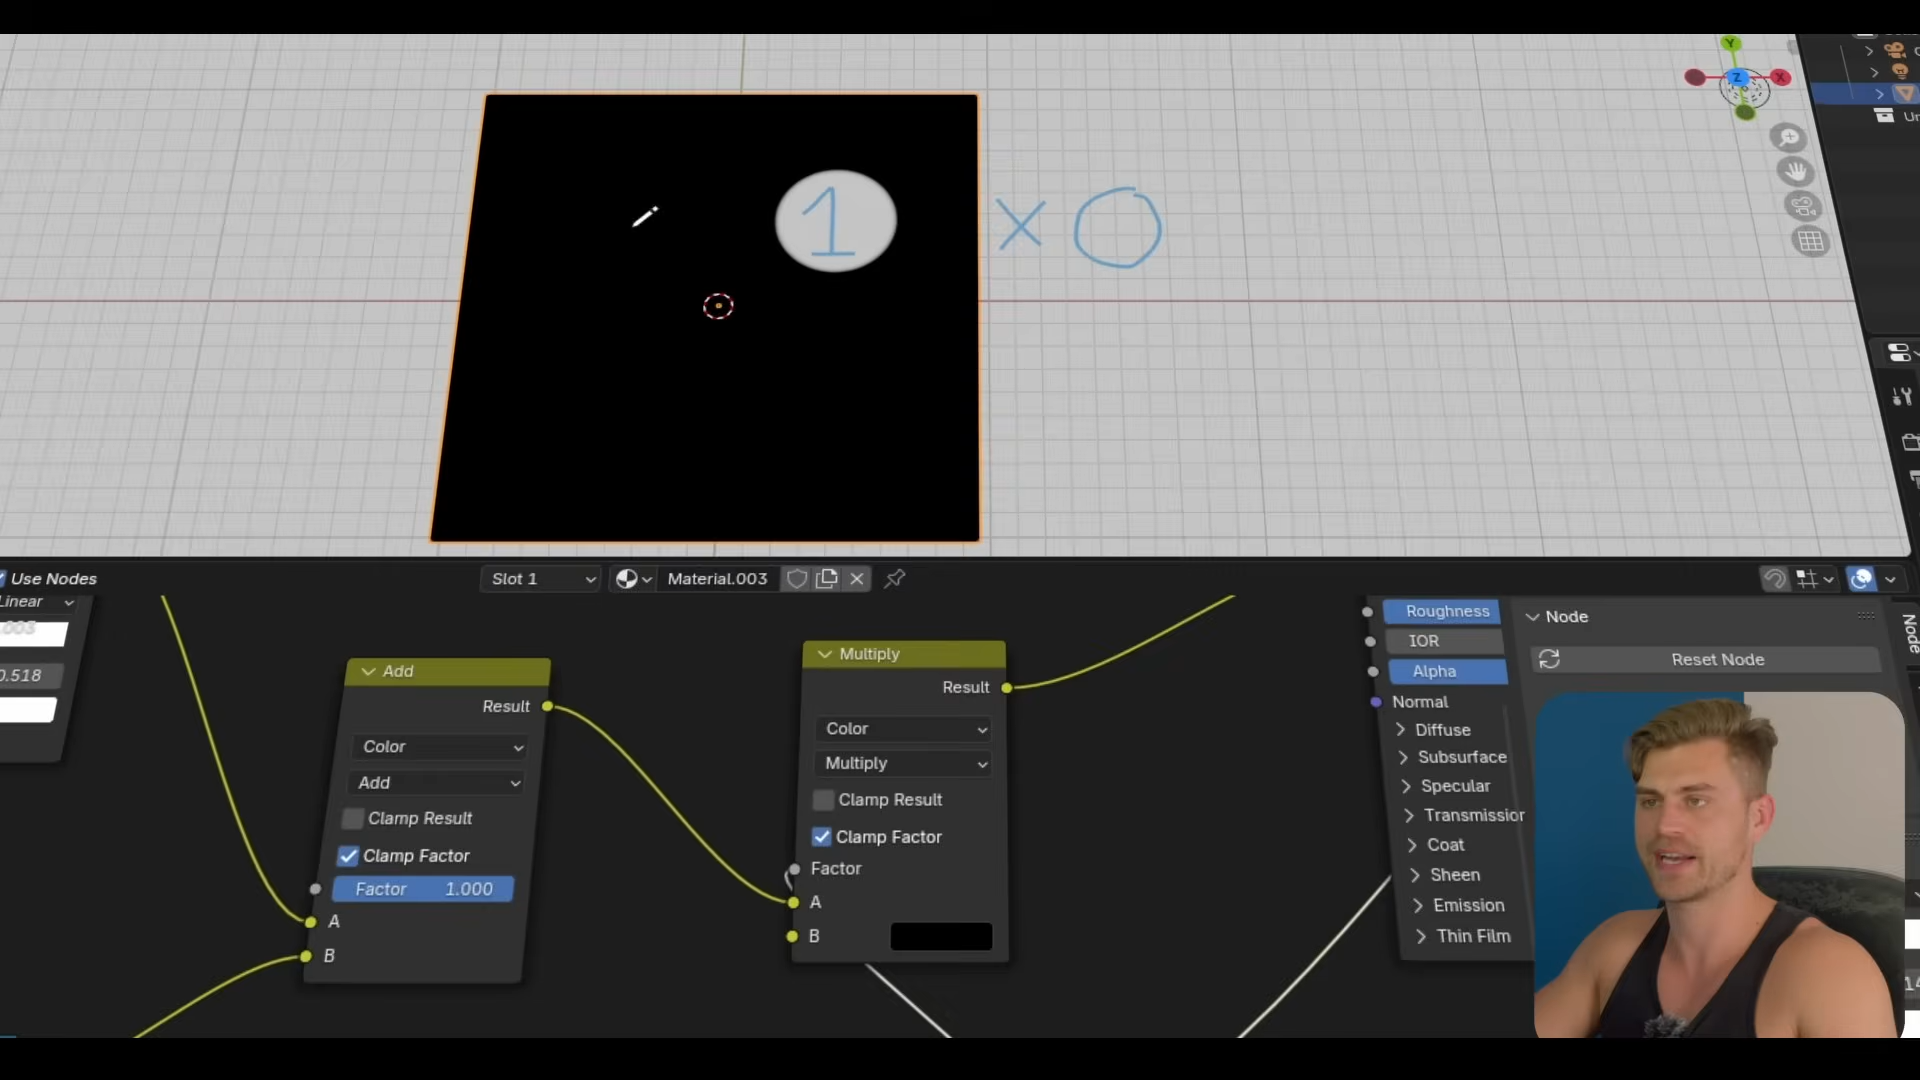 Y
Z
X
1 × 0
Use Nodes
Slot 1
Material.003
Linear
0.518
Add
Result
Color
Add
Clamp Result
Clamp Factor
Factor 1.000
A
B
Multiply
Result
Color
Multiply
Clamp Result
Clamp Factor
Factor
A
B
Roughness
IOR
Alpha
Normal
Diffuse
Subsurface
Specular
Transmission
Coat
Sheen
Emission
Thin Film
Node
Reset Node
Node